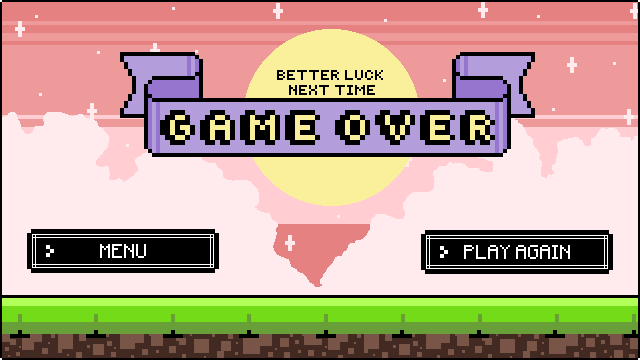 BETTER LUCK
NEXT TIME
GAME OVER
> MENU
> PLAY AGAIN